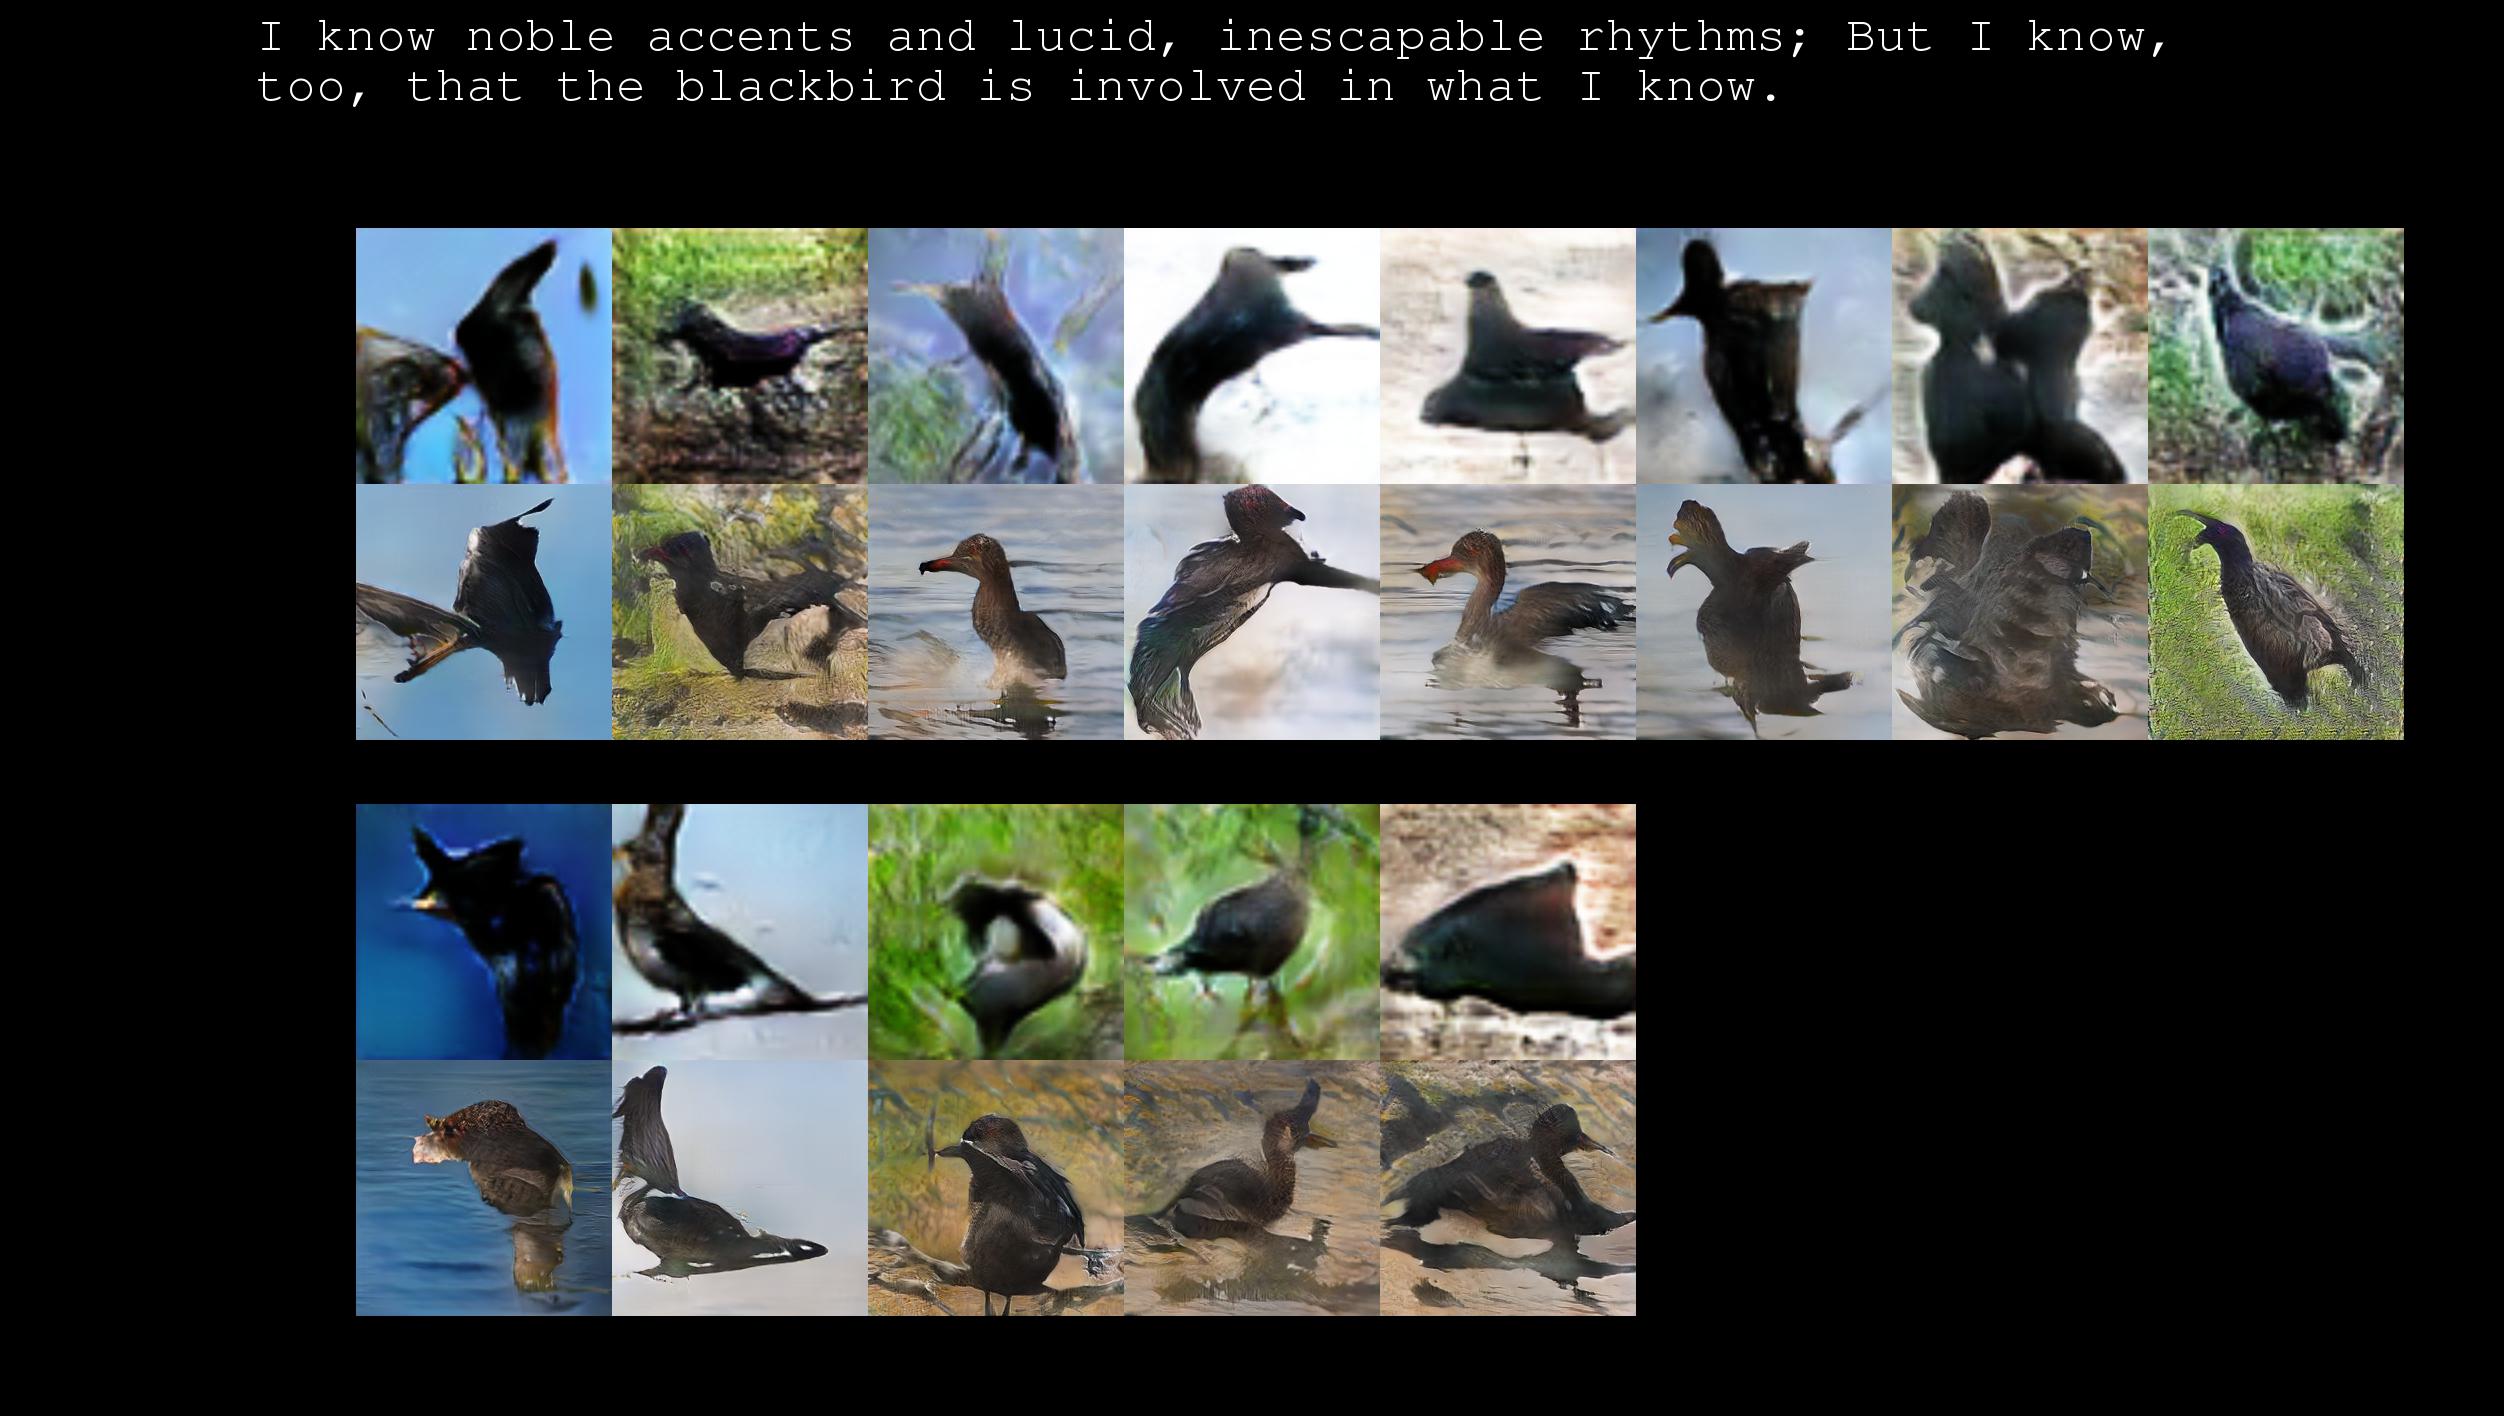 I know noble accents and lucid, inescapable rhythms; But I know,
too, that the blackbird is involved in what I know.